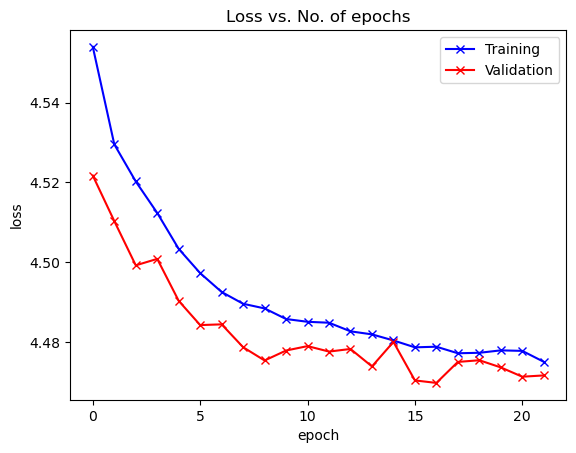 Loss vs. No. of epochs
Training
Validation
4.54
4.52
4.50
4.48
loss
0
5
10
15
20
epoch